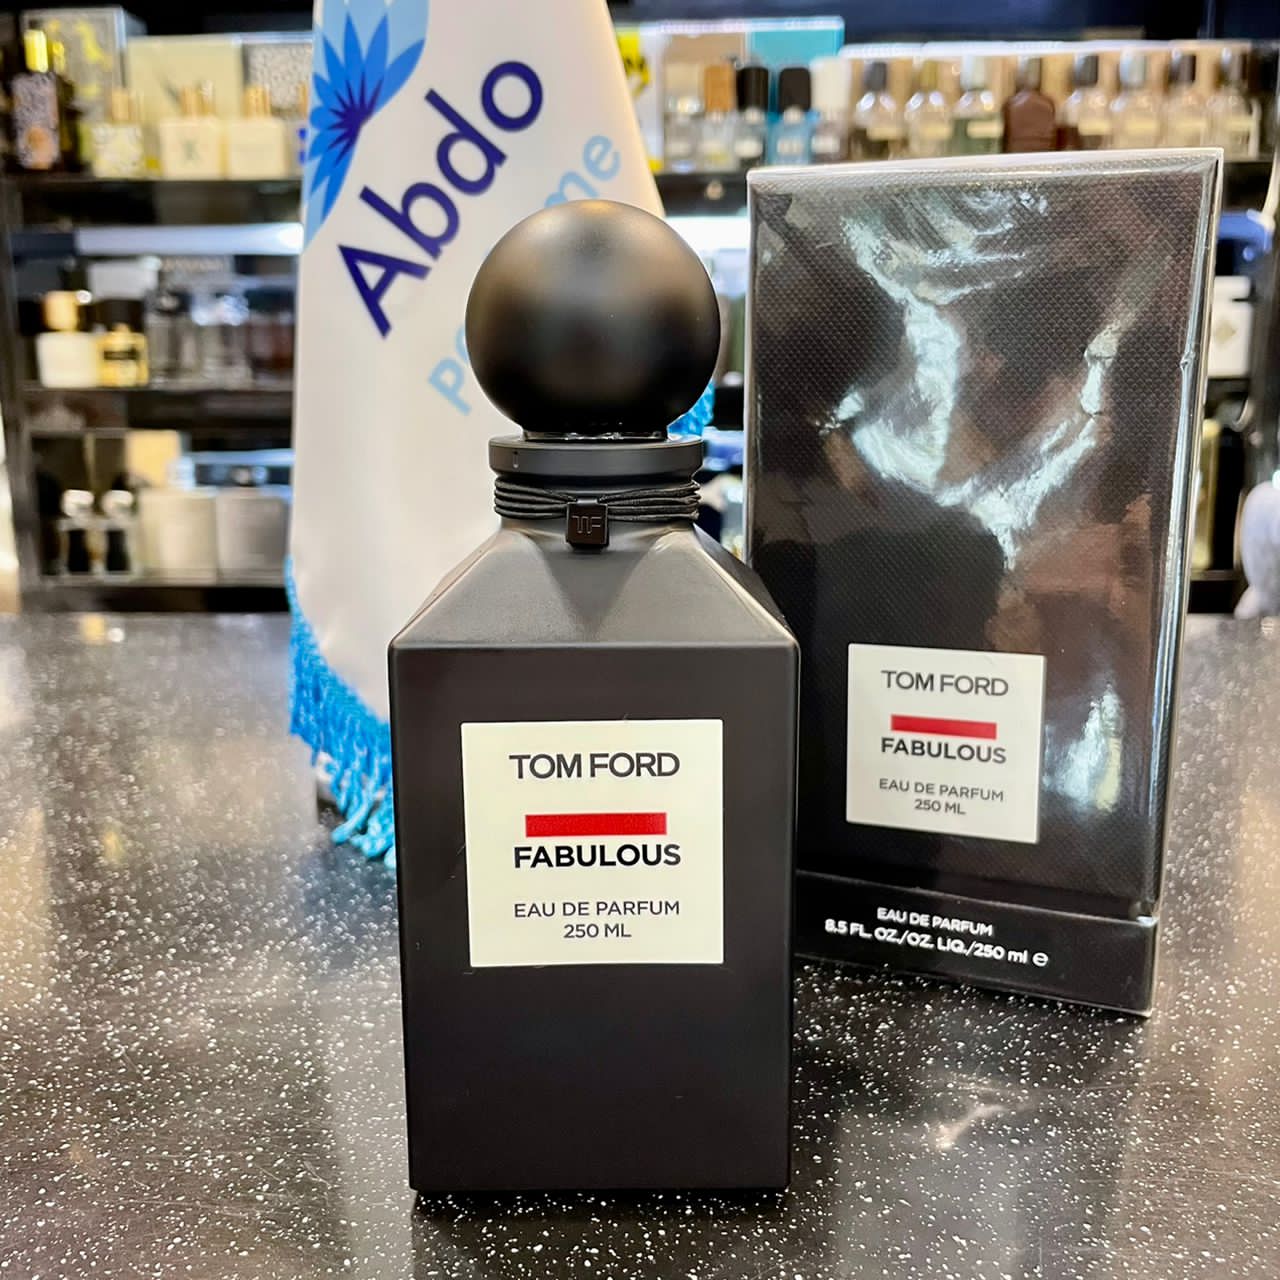 Abdo
TF
TOM FORD
FABULOUS
EAU DE PARFUM
250 ML
TOM FORD
FABULOUS
EAU DE PARFUM
250 ML
EAU DE PARFUM
8.5 FL. OZ./OZ. LIQ./250 ml ℮